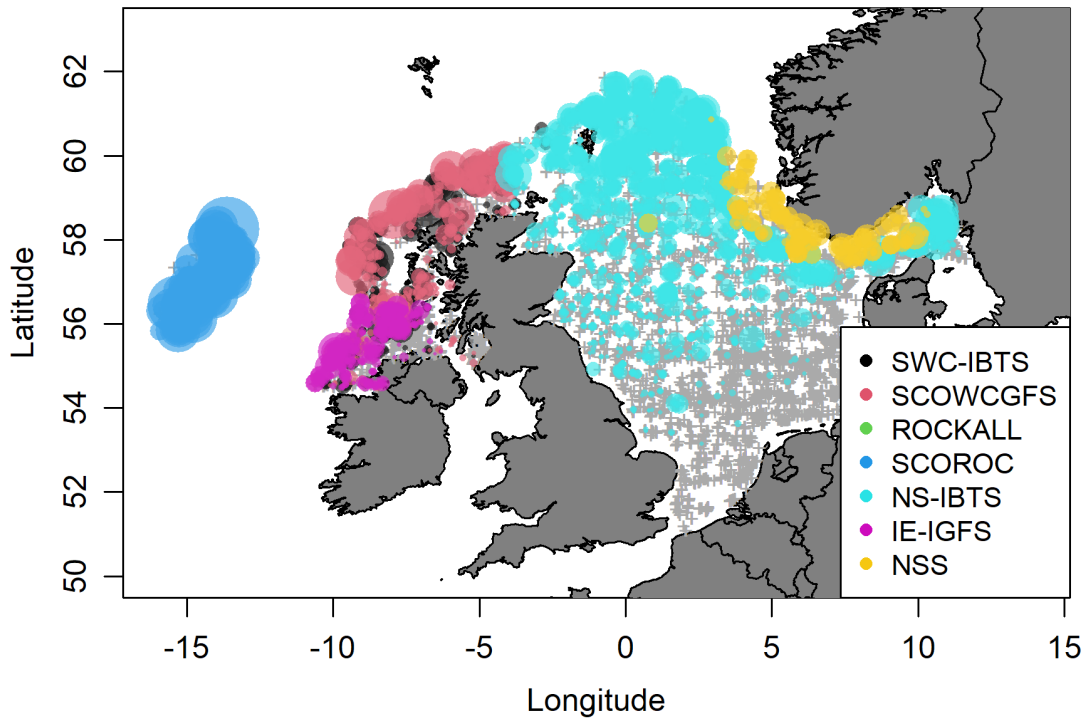 62
60
58
56
54
52
50
Latitude
-15
-10
-5
0
5
10
15
Longitude
SWC-IBTS
SCOWCGFS
ROCKALL
SCOROC
NS-IBTS
IE-IGFS
NSS